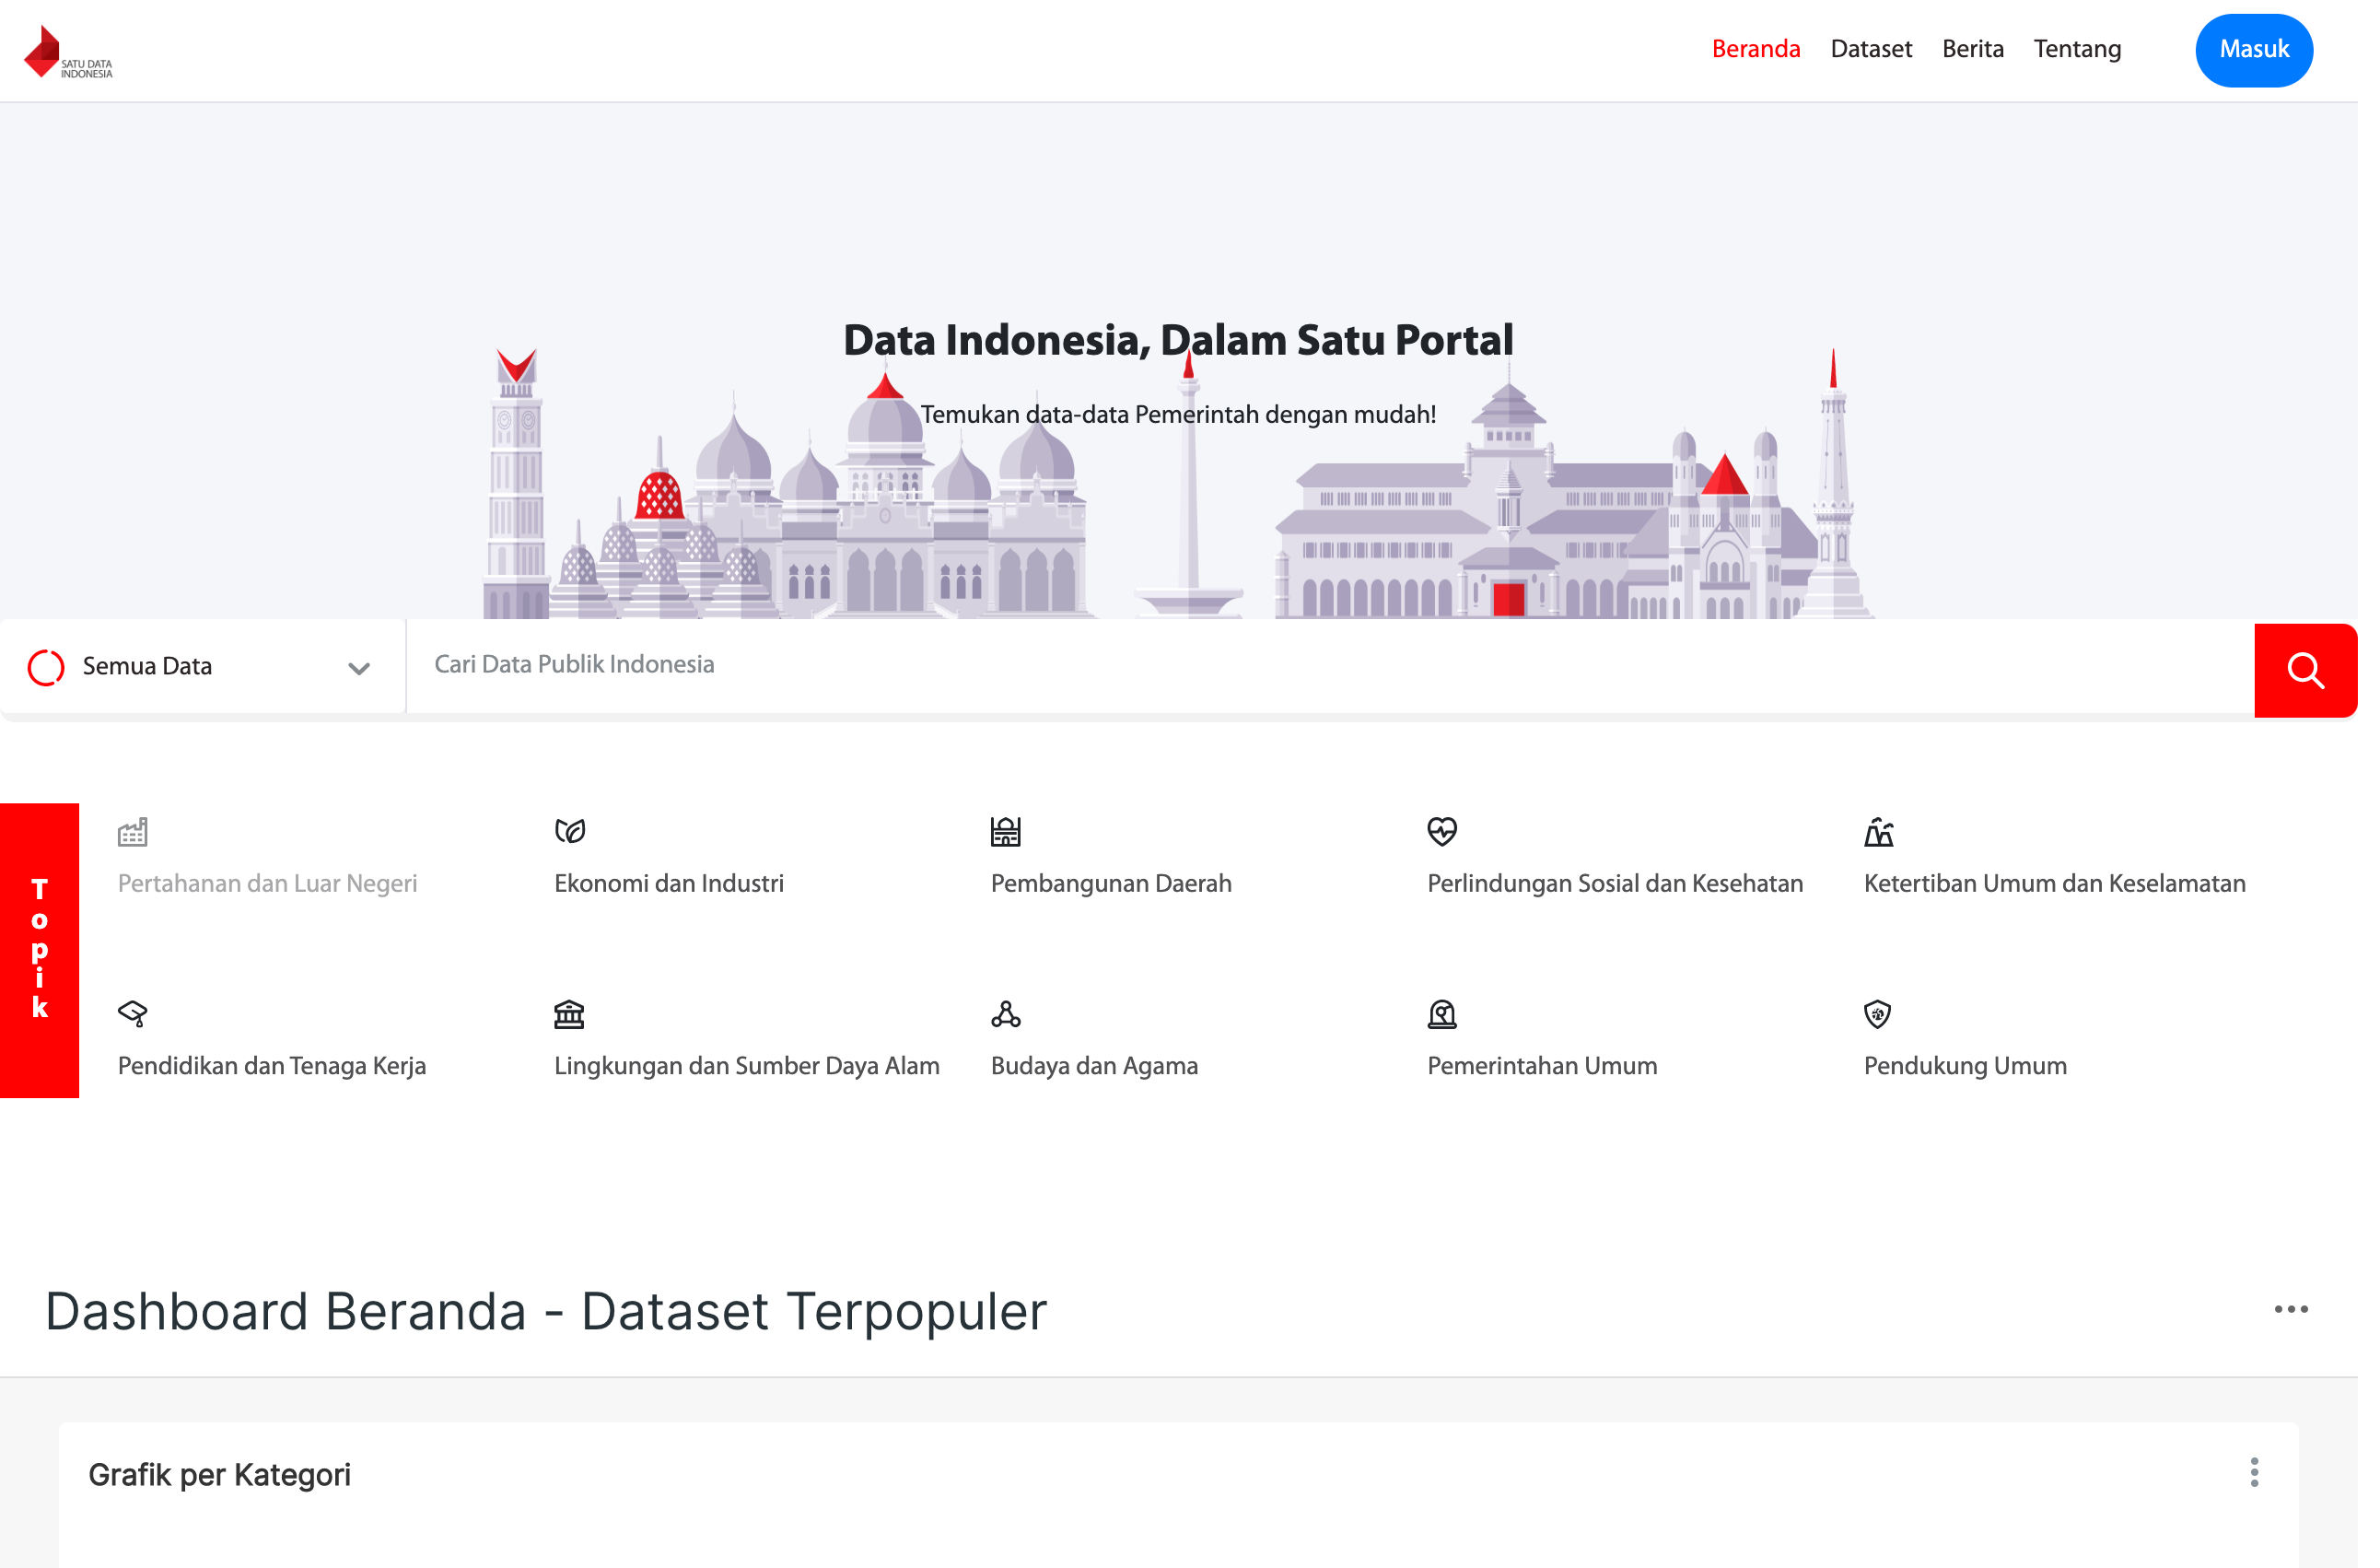 SATU DATA
INDONESIA
Beranda
Dataset
Berita
Tentang
Masuk
Data Indonesia, Dalam Satu Portal
Temukan data-data Pemerintah dengan mudah!
Semua Data
Cari Data Publik Indonesia
Topik
Pertahanan dan Luar Negeri
Ekonomi dan Industri
Pembangunan Daerah
Perlindungan Sosial dan Kesehatan
Ketertiban Umum dan Keselamatan
Pendidikan dan Tenaga Kerja
Lingkungan dan Sumber Daya Alam
Budaya dan Agama
Pemerintahan Umum
Pendukung Umum
Dashboard Beranda - Dataset Terpopuler
Grafik per Kategori